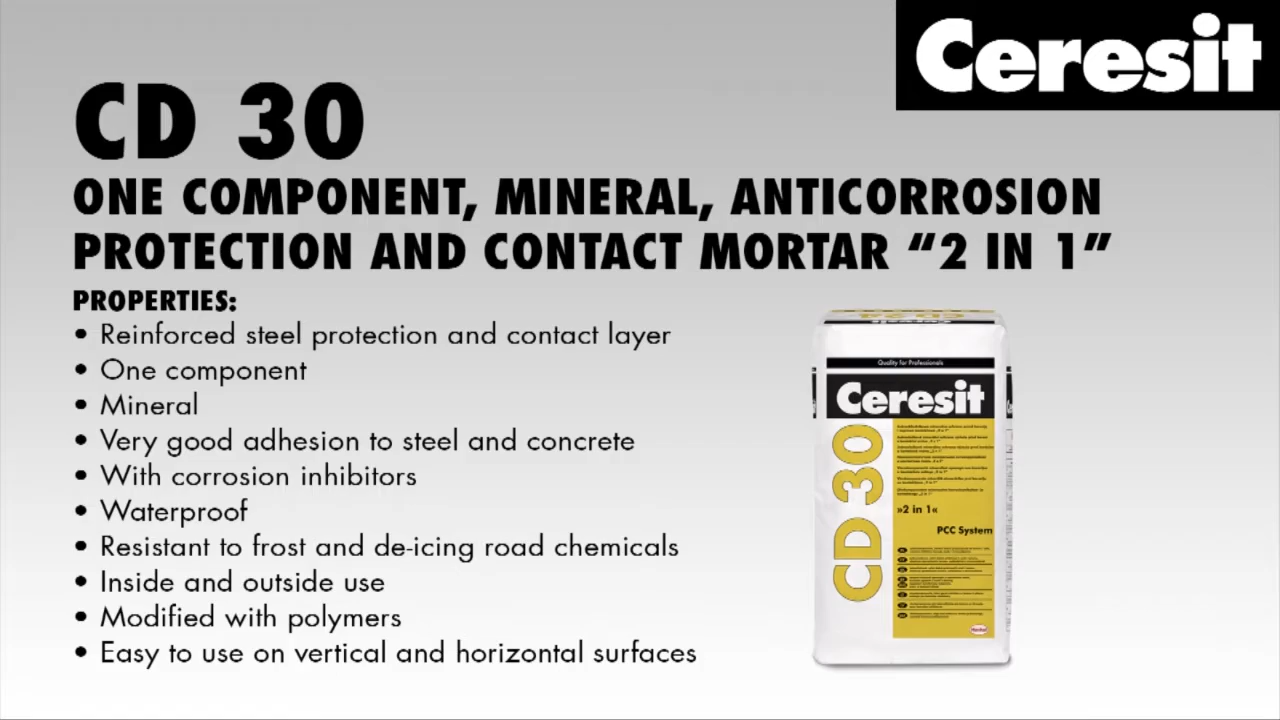 Ceresit
CD 30
ONE COMPONENT, MINERAL, ANTICORROSION
PROTECTION AND CONTACT MORTAR “2 IN 1”
PROPERTIES:
• Reinforced steel protection and contact layer
• One component
• Mineral
• Very good adhesion to steel and concrete
• With corrosion inhibitors
• Waterproof
• Resistant to frost and de-icing road chemicals
• Inside and outside use
• Modified with polymers
• Easy to use on vertical and horizontal surfaces
Quality for Professionals
Ceresit
CD 30
»2 in 1«
PCC System
Henkel